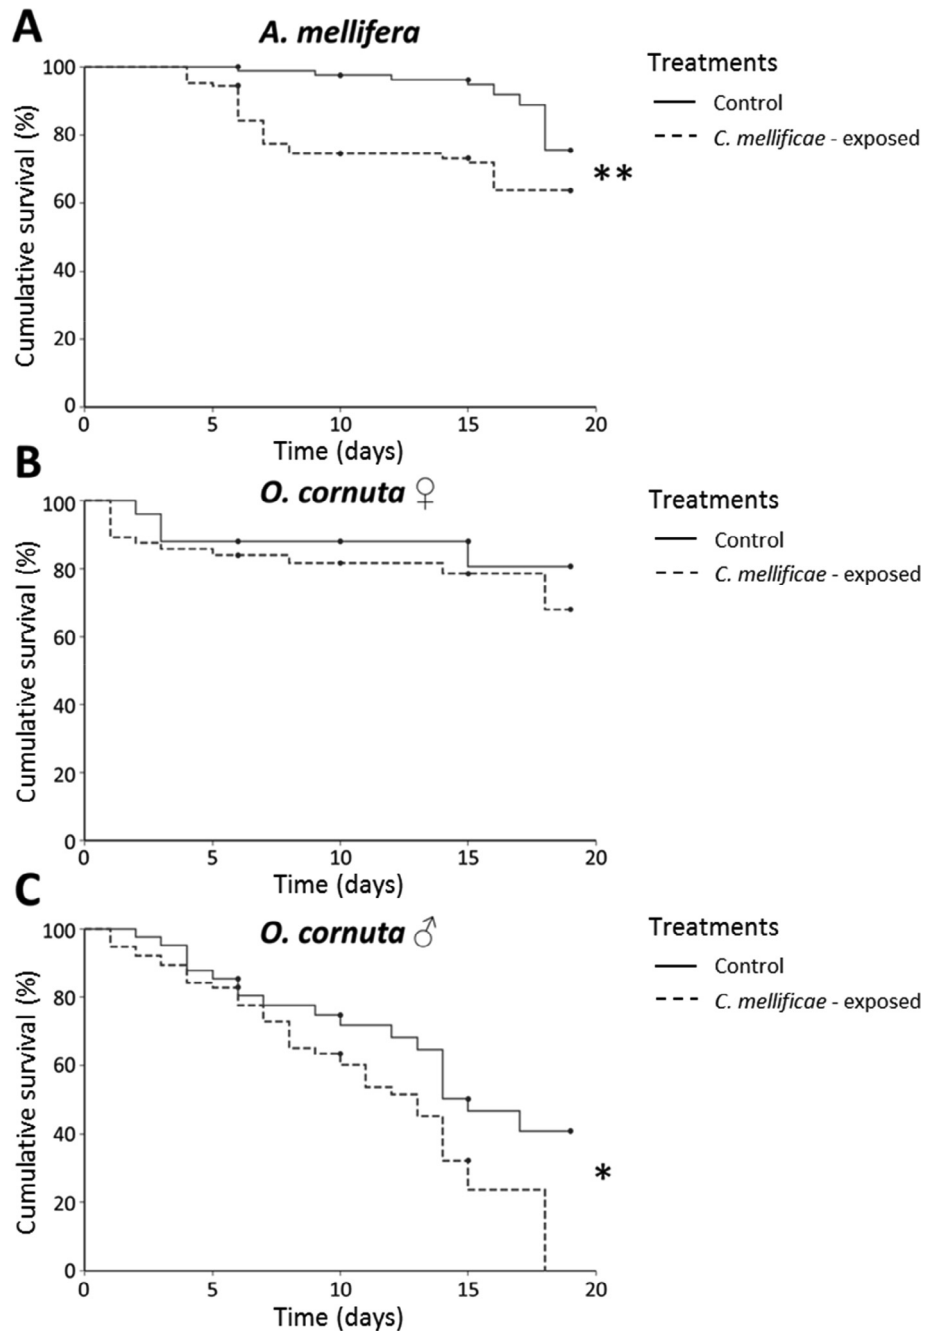 A
A. mellifera
Treatments
Control
C. mellificae - exposed
Cumulative survival (%)
100
80
60
40
20
0
**
0 5 10 15 20
Time (days)
B
O. cornuta ♀
Treatments
Control
C. mellificae - exposed
Cumulative survival (%)
100
80
60
40
20
0
0 5 10 15 20
Time (days)
C
O. cornuta ♂
Treatments
Control
C. mellificae - exposed
Cumulative survival (%)
100
80
60
40
20
0
*
0 5 10 15 20
Time (days)